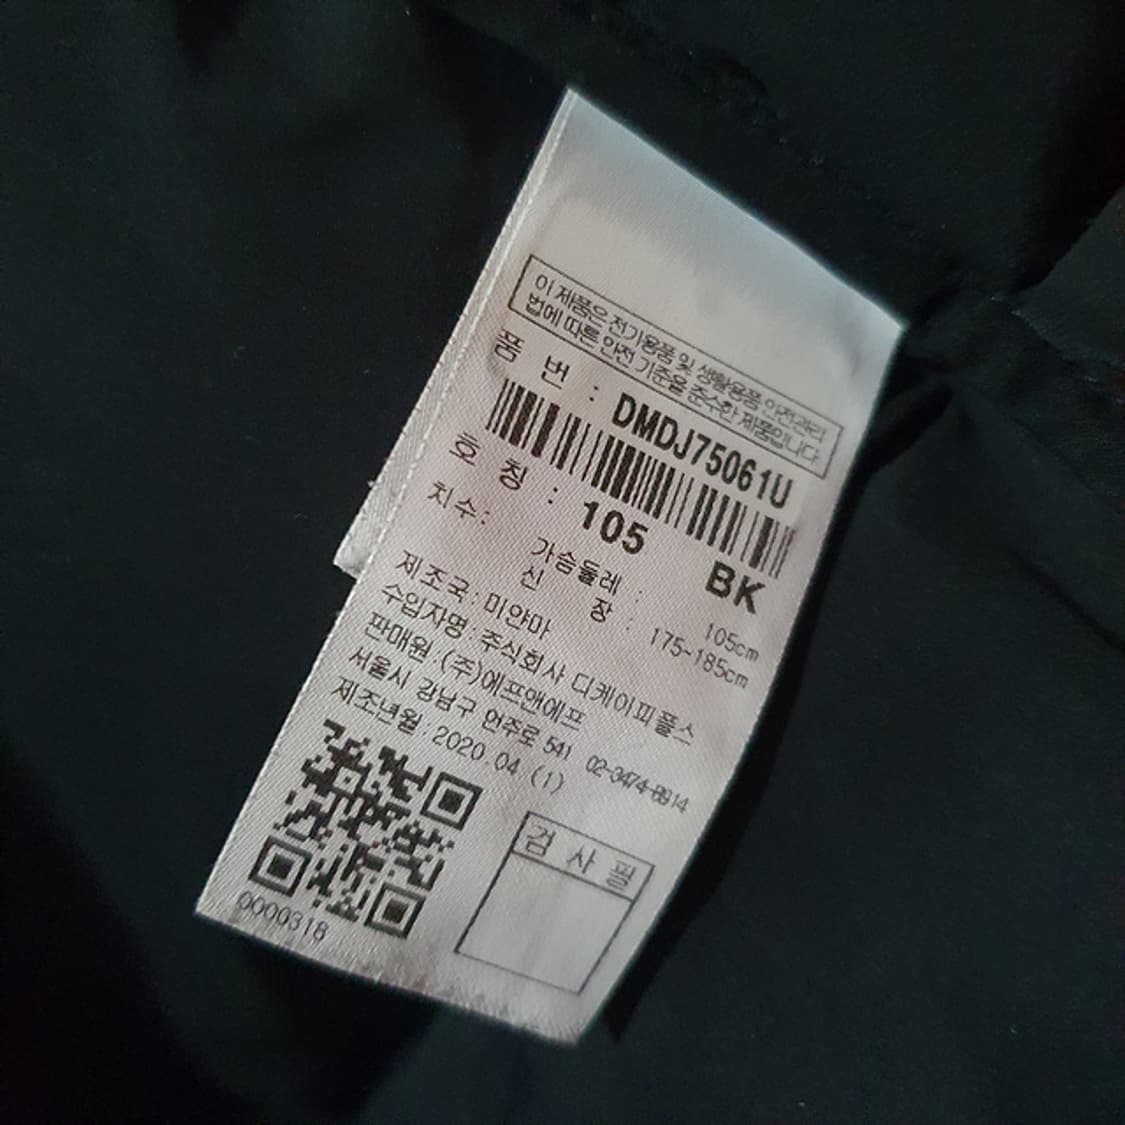 이 제품은 전기용품 및 생활용품 안전관리
법에 따른 안전 기준을 준수한 제품입니다.
품 번 : DMDJ75061U
호 칭 : 105 BK
치수: 가슴둘레 : 105cm
신 장 : 175-185cm
제조국: 미얀마
수입자명: 주식회사 디케이피플스
판매원 : (주)에프앤에프
서울시 강남구 언주로 541 02-3474-8914
제조년월 : 2020.04 (1)
검 사 필
0000318